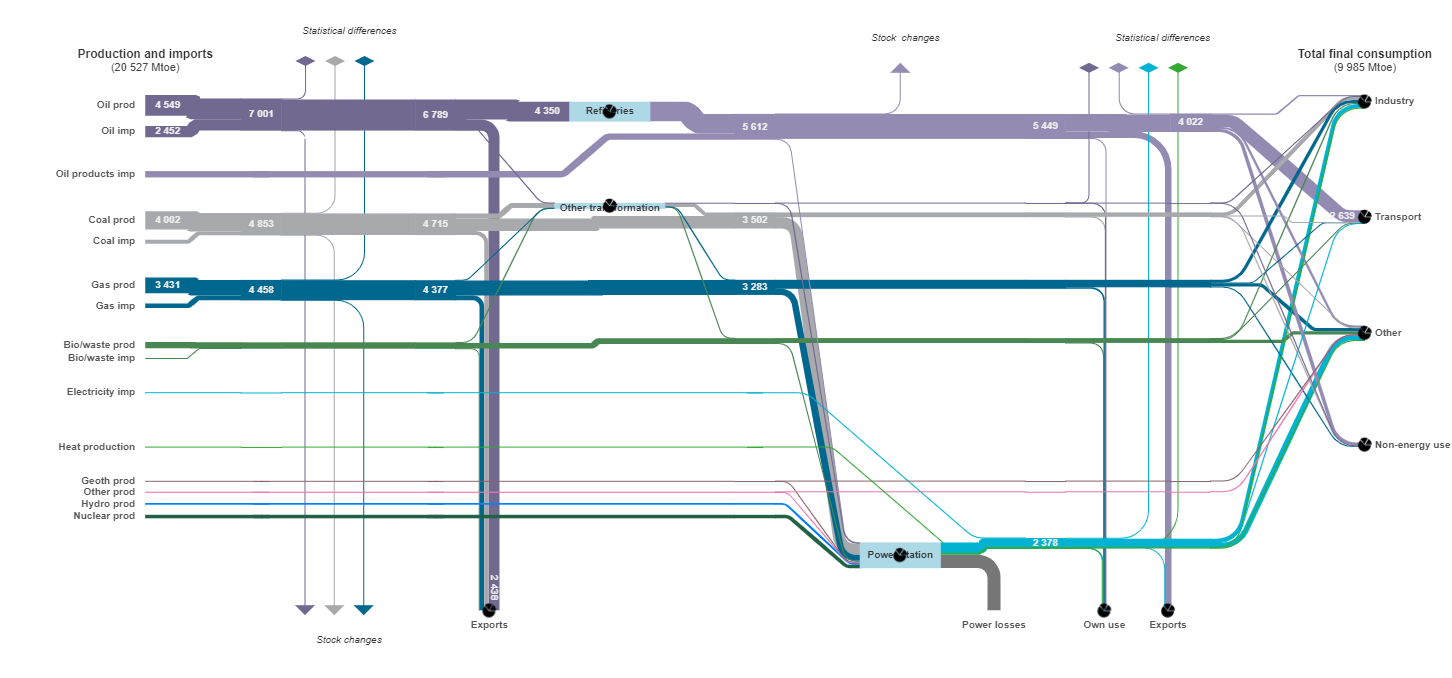 Statistical differences
Stock changes
Statistical differences
Production and imports
(20 527 Mtoe)
Total final consumption
(9 985 Mtoe)
Oil prod
4 549
7 001
6 789
4 350
5 612
5 449
4 022
Industry
Oil imp
2 452
Oil products imp
Other transformation
Coal prod
4 002
4 853
4 715
3 502
Transport
Coal imp
Gas prod
3 431
4 458
4 377
3 283
Gas imp
Other
Bio/waste prod
Bio/waste imp
Electricity imp
Heat production
Non-energy use
Geoth prod
Other prod
Hydro prod
Nuclear prod
2 378
2 438
Exports
Power losses
Own use
Exports
Stock changes